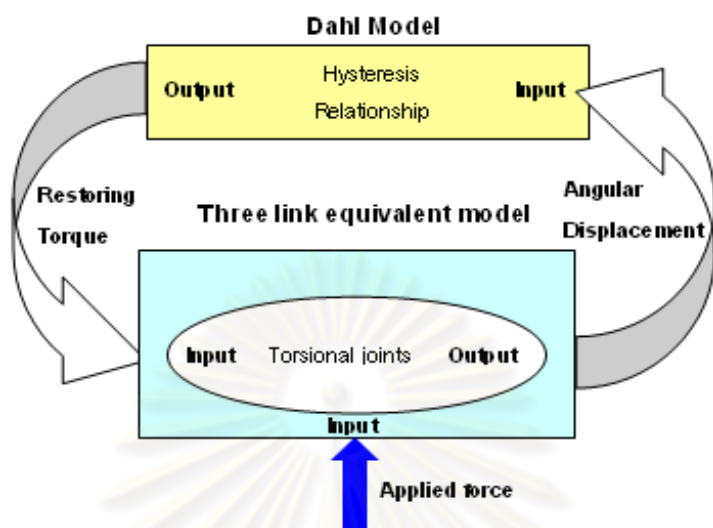 Dahl Model
Output Hysteresis Input
Relationship
Restoring
Torque
Angular
Displacement
Three link equivalent model
Input Torsional joints Output
Input
Applied force